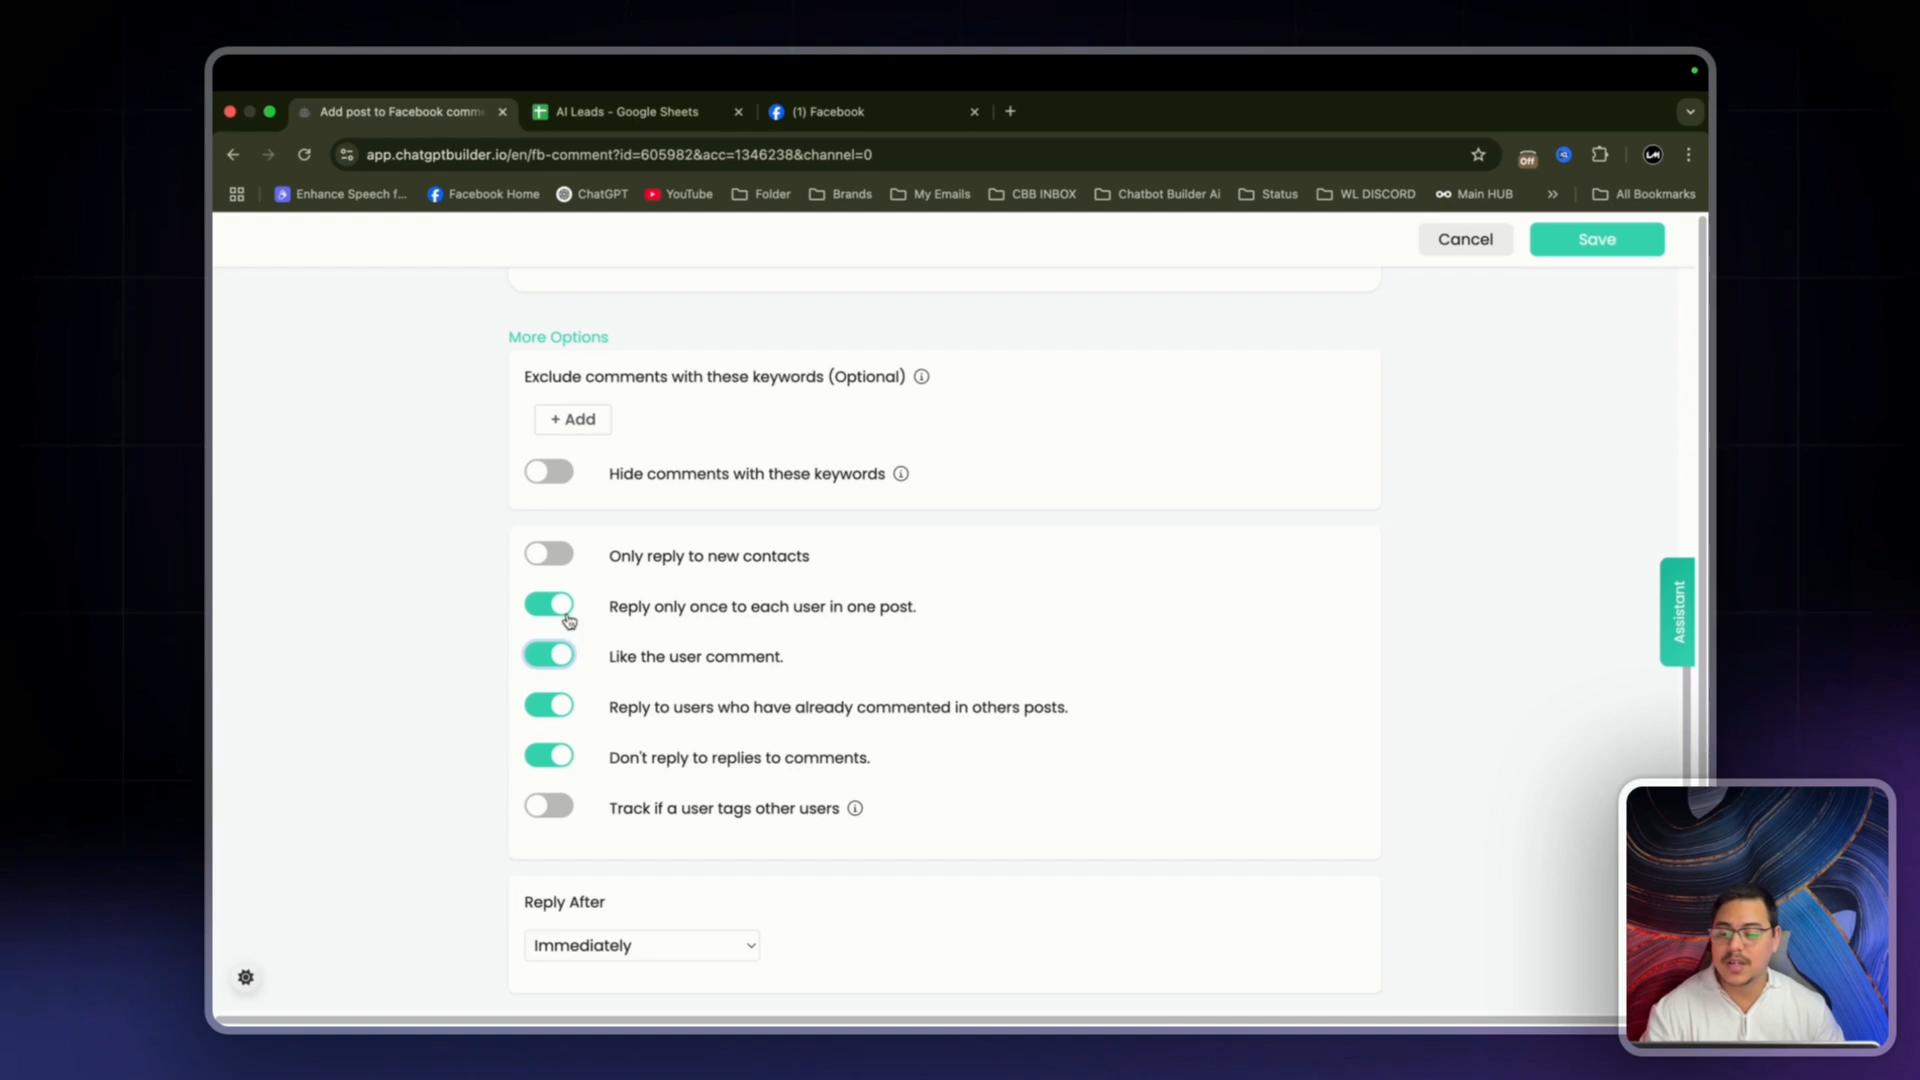 Add post to Facebook comme
AI Leads - Google Sheets
(1) Facebook
app.chatgptbuilder.io/en/fb-comment?id=605982&acc=1346238&channel=0
Off
LM
Enhance Speech f...
Facebook Home
ChatGPT
YouTube
Folder
Brands
My Emails
CBB INBOX
Chatbot Builder Ai
Status
WL DISCORD
Main HUB
All Bookmarks
Cancel
Save
More Options
Exclude comments with these keywords (Optional)
+ Add
Hide comments with these keywords
Only reply to new contacts
Reply only once to each user in one post.
Like the user comment.
Reply to users who have already commented in others posts.
Don't reply to replies to comments.
Track if a user tags other users
Assistant
Reply After
Immediately